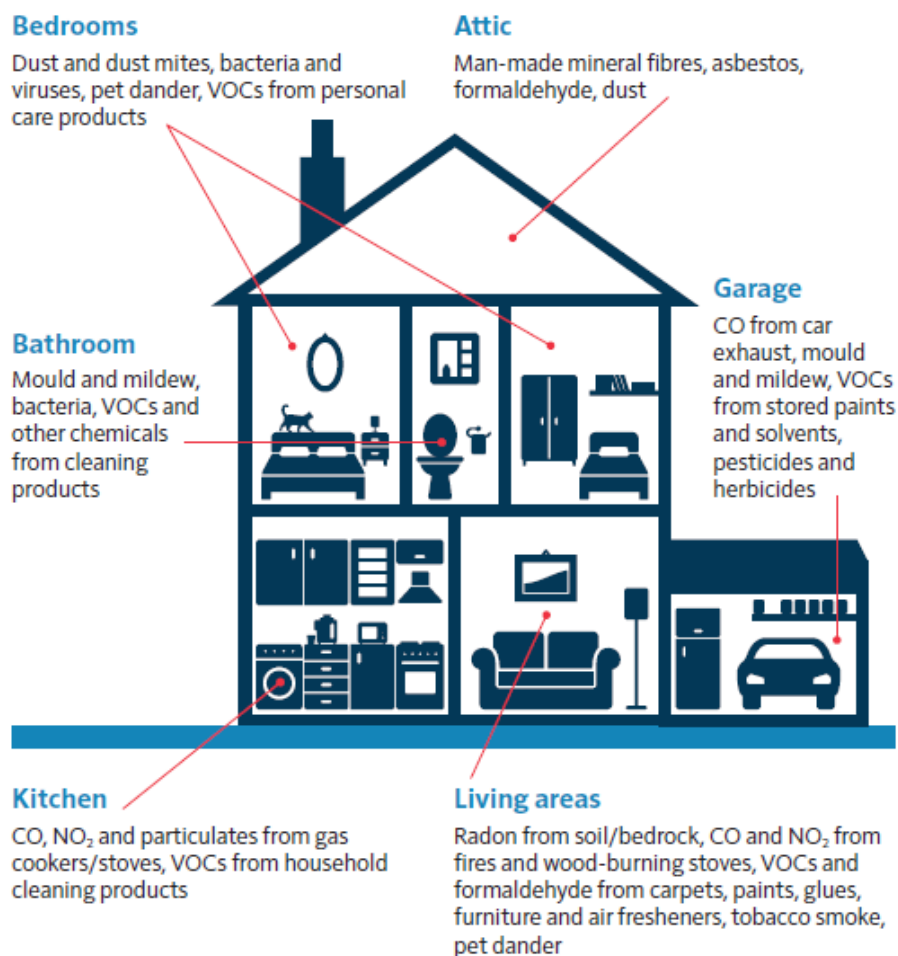 Bedrooms
Dust and dust mites, bacteria and
viruses, pet dander, VOCs from personal
care products
Attic
Man-made mineral fibres, asbestos,
formaldehyde, dust
Bathroom
Mould and mildew,
bacteria, VOCs and
other chemicals
from cleaning
products
Garage
CO from car
exhaust, mould
and mildew, VOCs
from stored paints
and solvents,
pesticides and
herbicides
Kitchen
CO, NO₂ and particulates from gas
cookers/stoves, VOCs from household
cleaning products
Living areas
Radon from soil/bedrock, CO and NO₂ from
fires and wood-burning stoves, VOCs and
formaldehyde from carpets, paints, glues,
furniture and air fresheners, tobacco smoke,
pet dander